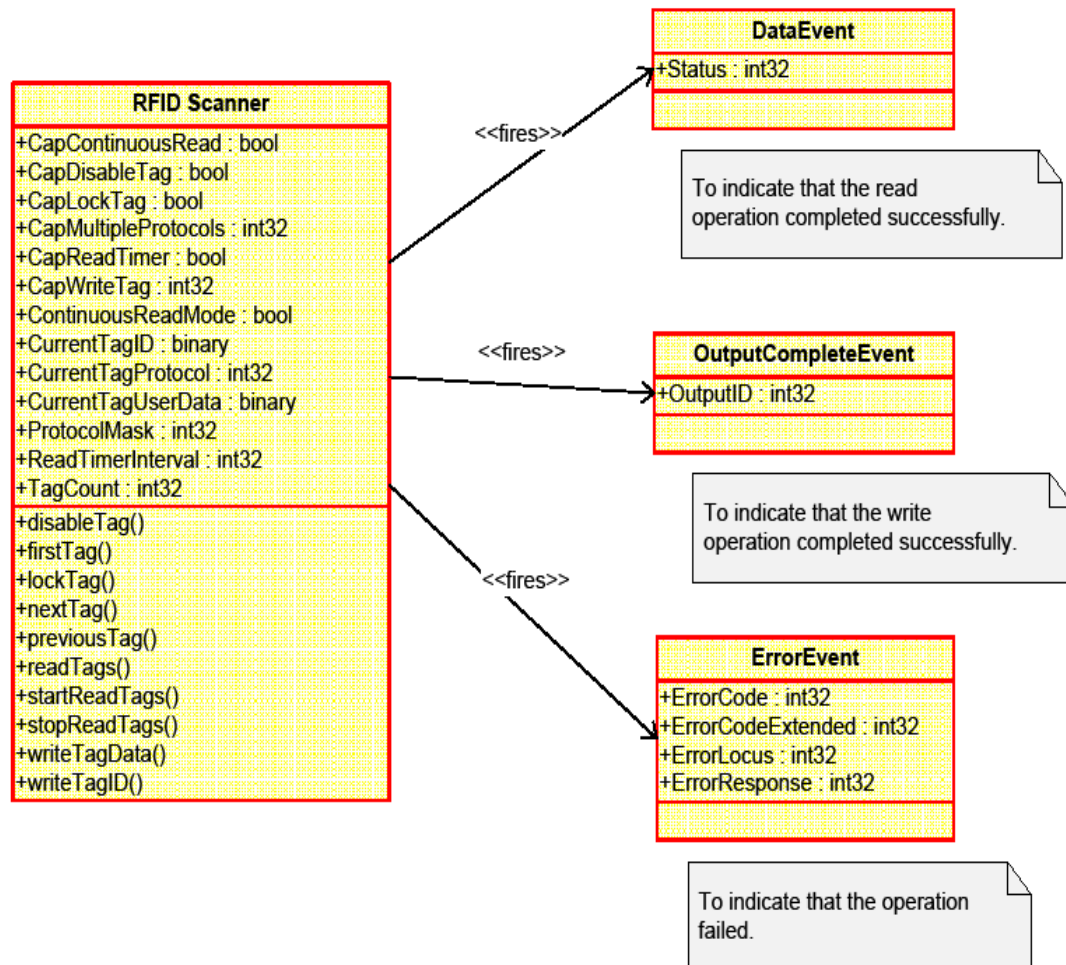 RFID Scanner
+CapContinuousRead : bool
+CapDisableTag : bool
+CapLockTag : bool
+CapMultipleProtocols : int32
+CapReadTimer : bool
+CapWriteTag : int32
+ContinuousReadMode : bool
+CurrentTagID : binary
+CurrentTagProtocol : int32
+CurrentTagUserData : binary
+ProtocolMask : int32
+ReadTimerInterval : int32
+TagCount : int32
+disableTag()
+firstTag()
+lockTag()
+nextTag()
+previousTag()
+readTags()
+startReadTags()
+stopReadTags()
+writeTagData()
+writeTagID()
<<fires>>
DataEvent
+Status : int32
To indicate that the read
operation completed successfully.
<<fires>>
OutputCompleteEvent
+OutputID : int32
To indicate that the write
operation completed successfully.
<<fires>>
ErrorEvent
+ErrorCode : int32
+ErrorCodeExtended : int32
+ErrorLocus : int32
+ErrorResponse : int32
To indicate that the operation
failed.